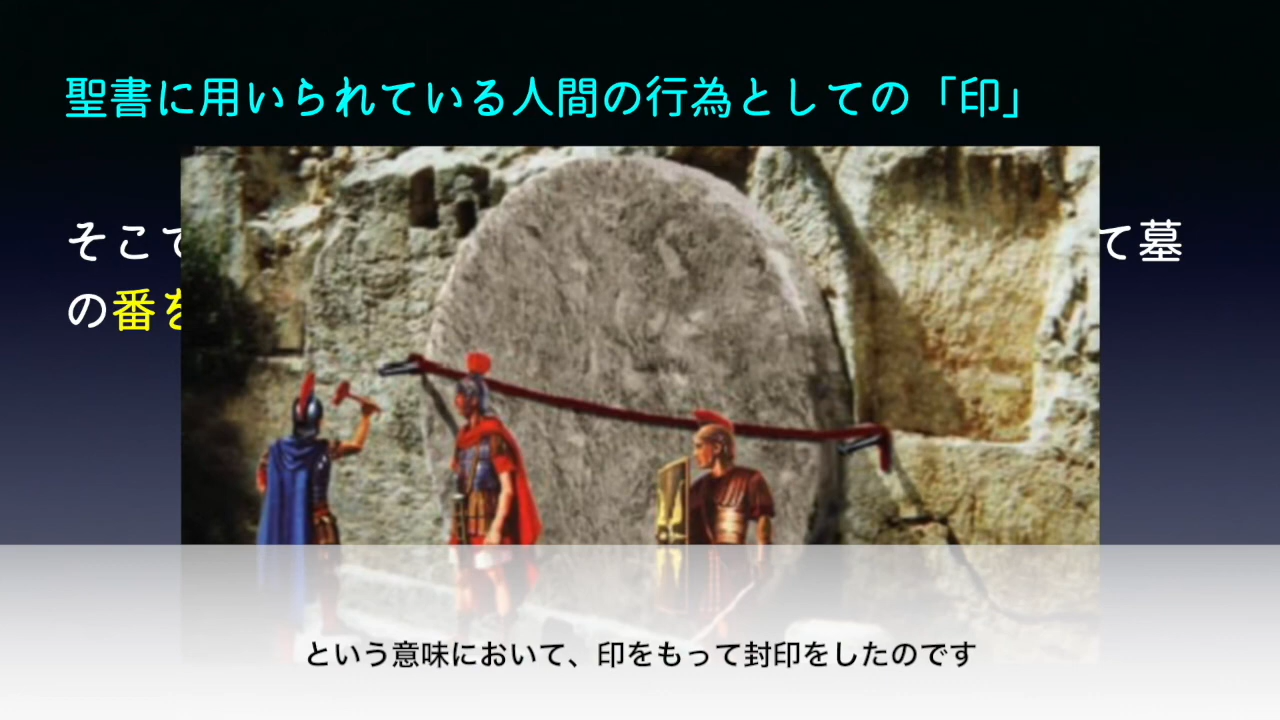 聖書に用いられている人間の行為としての「印」
そこで
て墓
の番を
という意味において、印をもって封印をしたのです